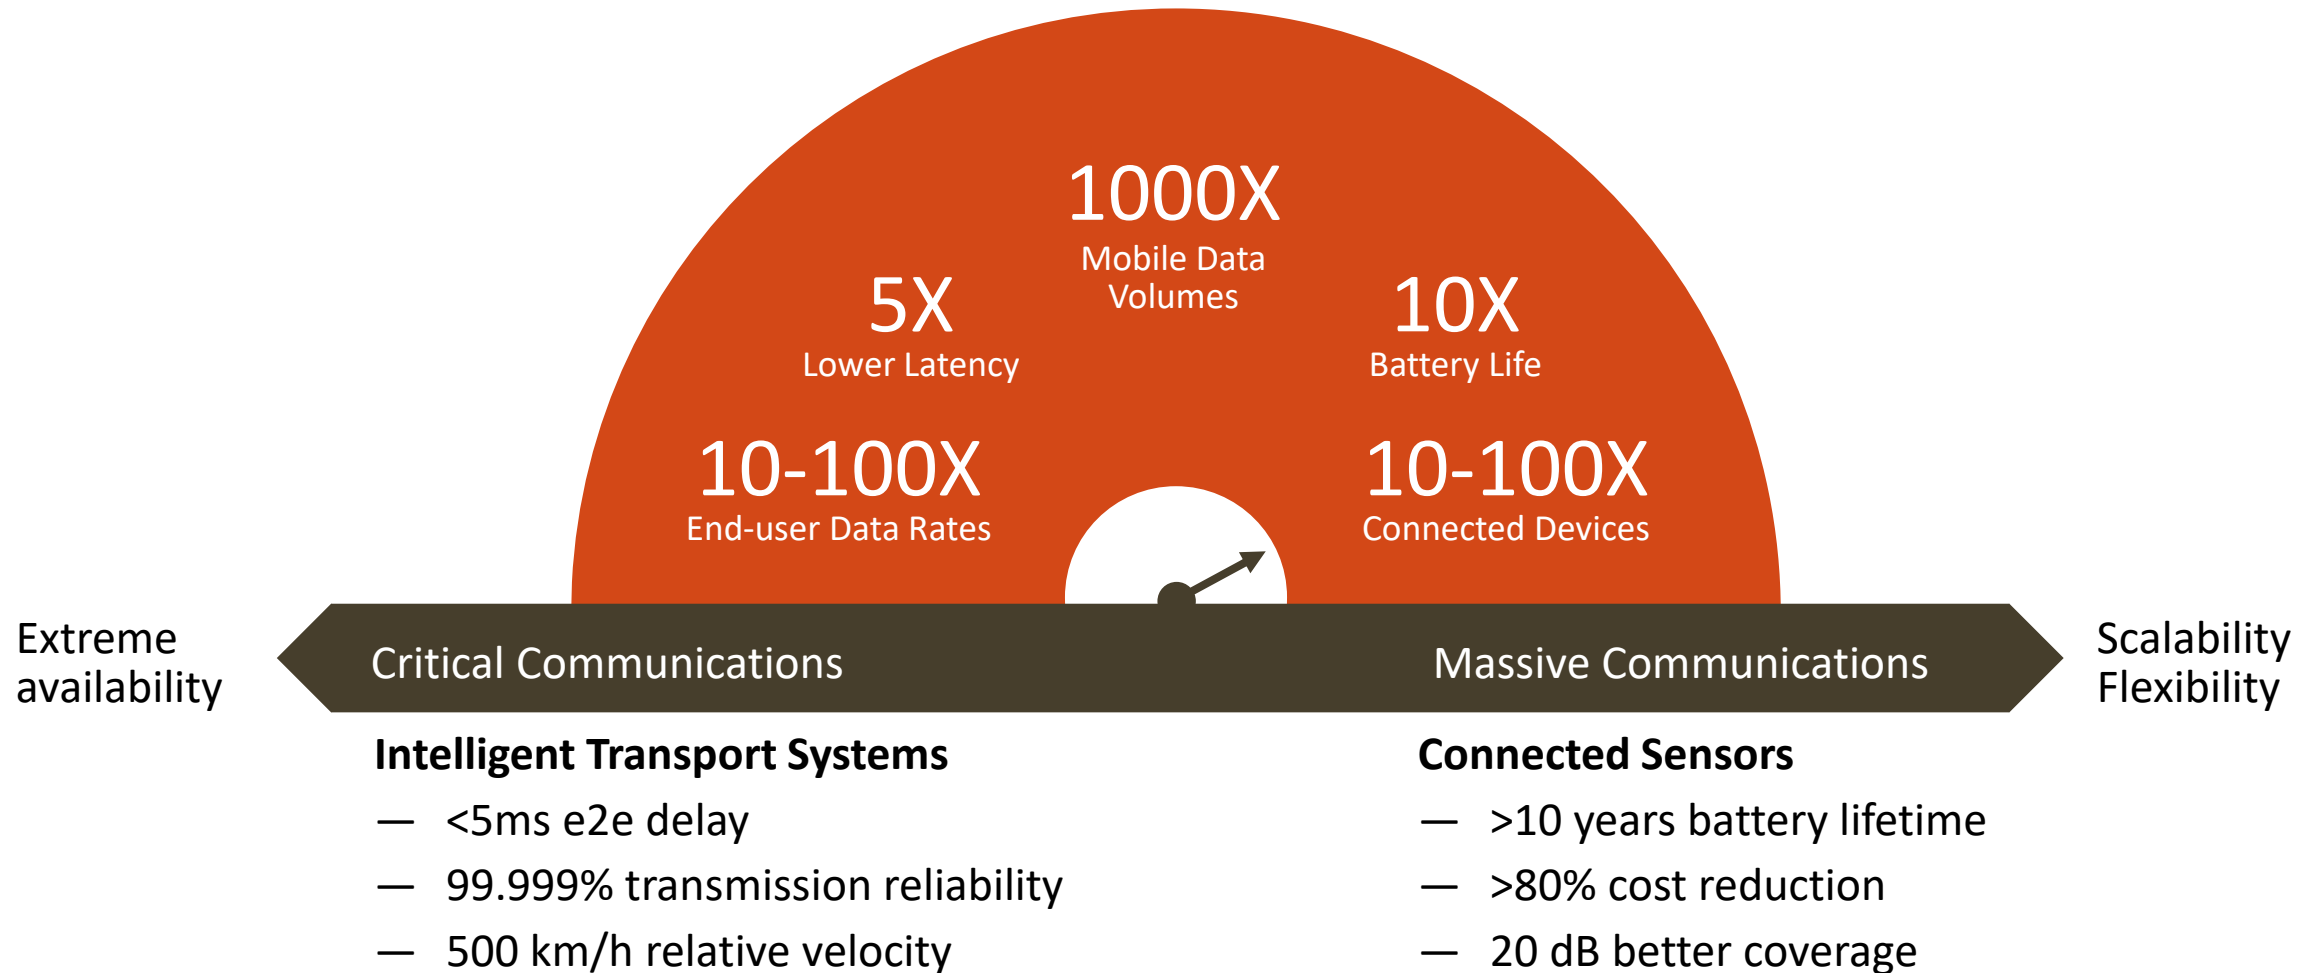 1000X
Mobile Data
Volumes
5X
Lower Latency
10X
Battery Life
10-100X
End-user Data Rates
10-100X
Connected Devices
Extreme
availability
Critical Communications
Massive Communications
Scalability
Flexibility
Intelligent Transport Systems
— <5ms e2e delay
— 99.999% transmission reliability
— 500 km/h relative velocity
Connected Sensors
— >10 years battery lifetime
— >80% cost reduction
— 20 dB better coverage